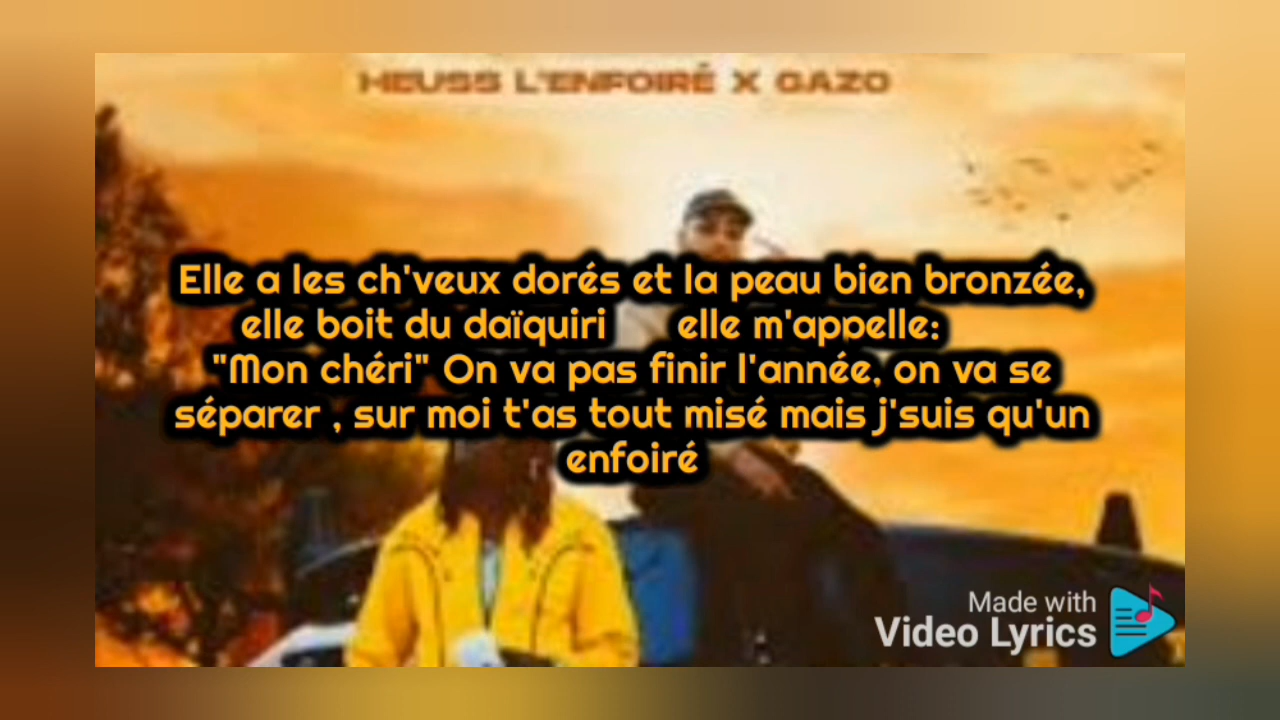 HEUSS L'ENFOIRÉ X GAZO
Elle a les ch'veux dorés et la peau bien bronzée,
elle boit du daïquiri elle m'appelle:
"Mon chéri" On va pas finir l'année, on va se
séparer , sur moi t'as tout misé mais j'suis qu'un
enfoiré
Made with
Video Lyrics